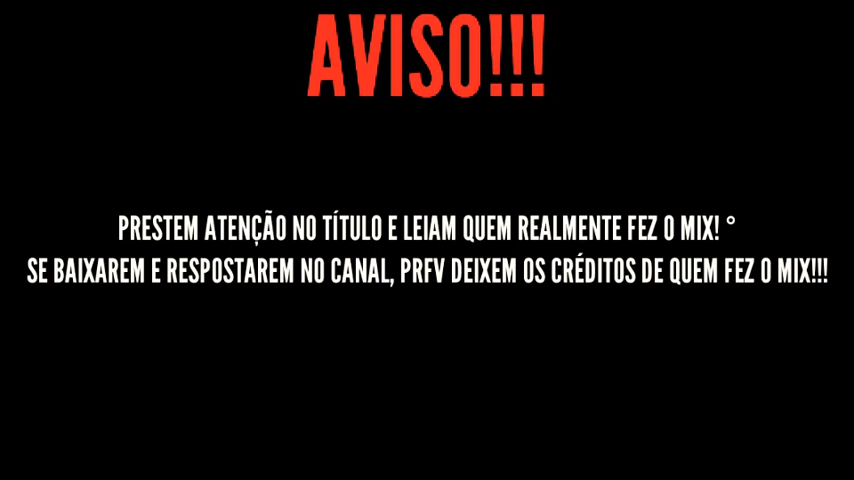 AVISO!!!
PRESTEM ATENÇÃO NO TÍTULO E LEIAM QUEM REALMENTE FEZ O MIX! °
SE BAIXAREM E RESPOSTAREM NO CANAL, PRFV DEIXEM OS CRÉDITOS DE QUEM FEZ O MIX!!!